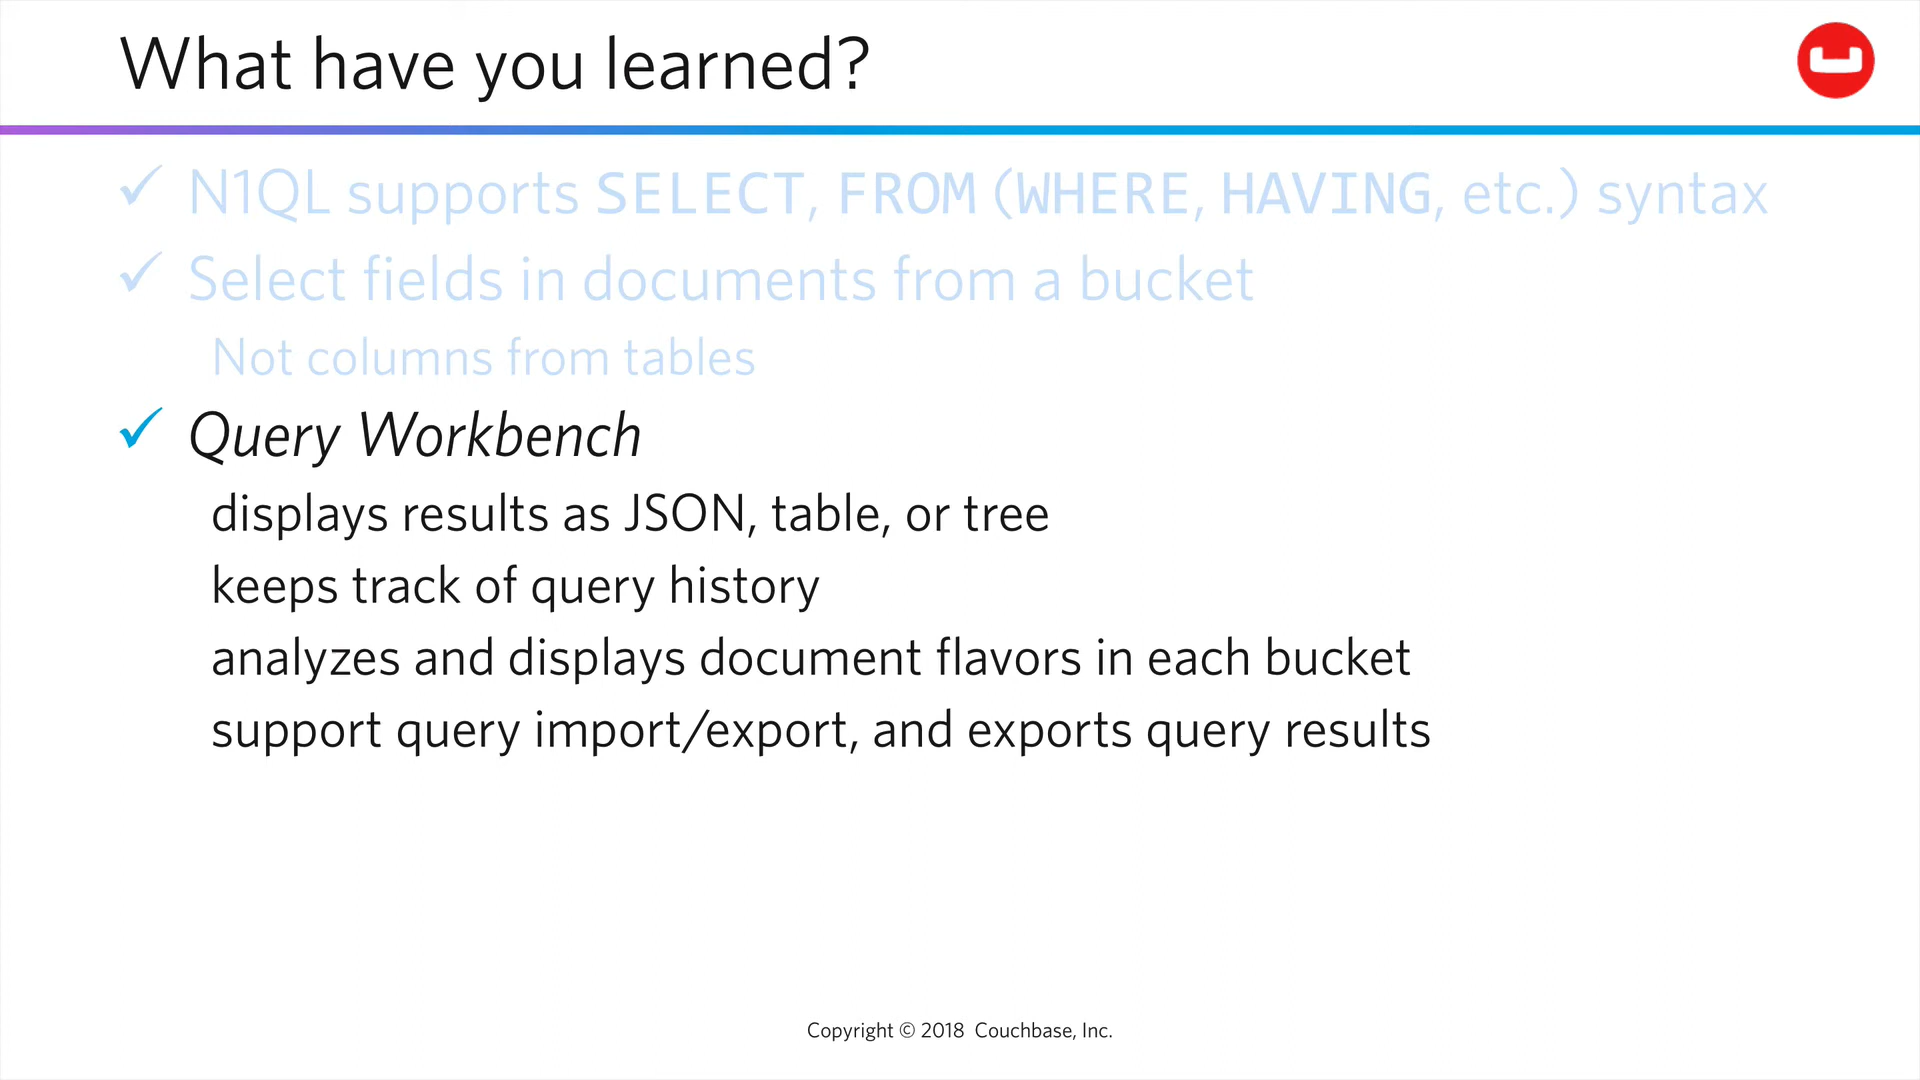 What have you learned?
✓ N1QL supports SELECT, FROM (WHERE, HAVING, etc.) syntax
✓ Select fields in documents from a bucket
Not columns from tables
✓ Query Workbench
displays results as JSON, table, or tree
keeps track of query history
analyzes and displays document flavors in each bucket
support query import/export, and exports query results
Copyright © 2018 Couchbase, Inc.